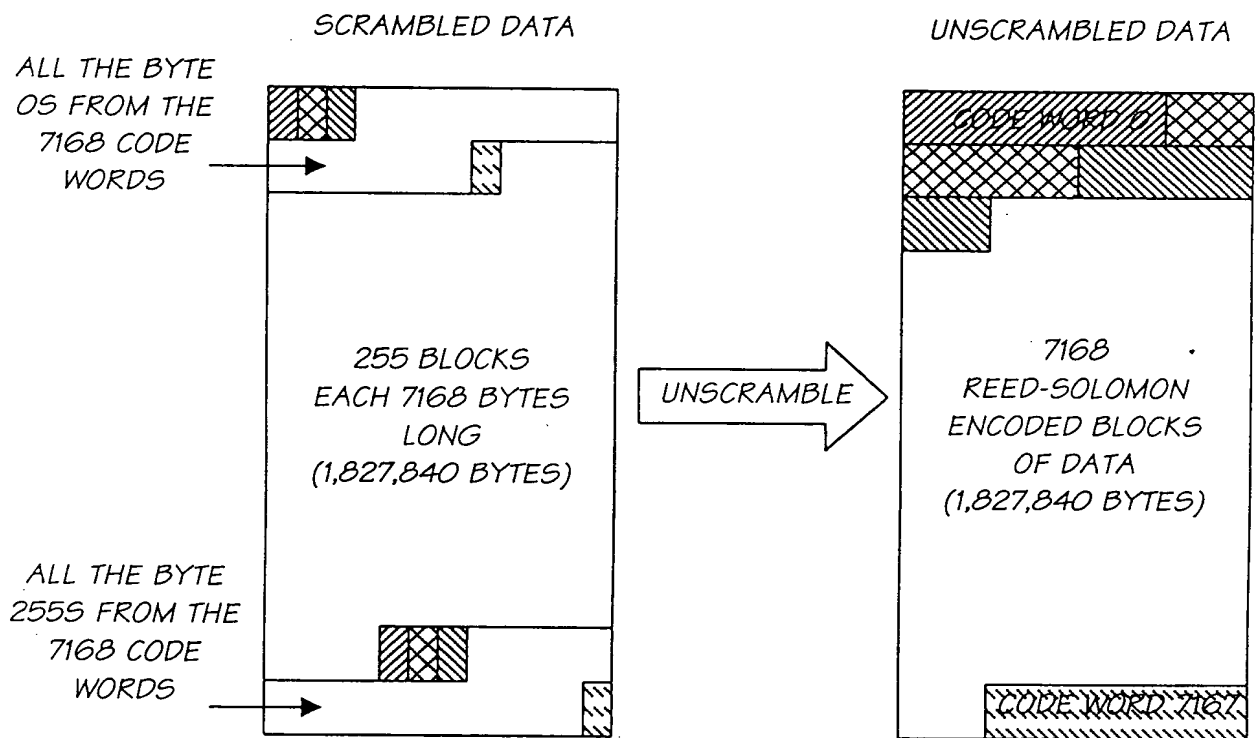 SCRAMBLED DATA
UNSCRAMBLED DATA
ALL THE BYTE
0S FROM THE
7168 CODE
WORDS
CODE WORD 0
255 BLOCKS
EACH 7168 BYTES
LONG
(1,827,840 BYTES)
UNSCRAMBLE
7168
REED-SOLOMON
ENCODED BLOCKS
OF DATA
(1,827,840 BYTES)
ALL THE BYTE
255S FROM THE
7168 CODE
WORDS
CODE WORD 7167